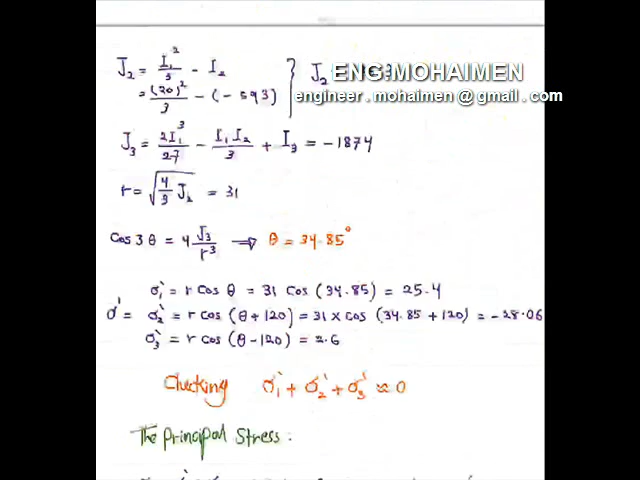 J₂ = I₁²/3 - I₂ } J₂
ENG:MOHAIMEN
= (20)²/3 - (-593)
engineer . mohaimen @ gmail . com
J₃ = 2I₁³/27 - I₁I₂/3 + I₃ = -1874
r = √(4/3 J₂) = 31
Cos 3θ = 4 J₃/r³ ⟹ θ = 34.85°
σ₁' = r cos θ = 31 cos (34.85) = 25.4
σ' = σ₂' = r cos (θ+120) = 31 x cos (34.85 + 120) = -28.06
σ₃' = r cos (θ-120) = 2.6
Checking σ₁' + σ₂' + σ₃' ≈ 0
The Principal Stress :